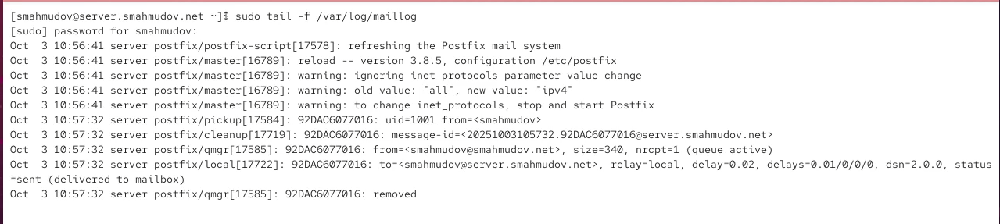 [smahmudov@server.smahmudov.net ~]$ sudo tail -f /var/log/maillog
[sudo] password for smahmudov:
Oct  3 10:56:41 server postfix/postfix-script[17578]: refreshing the Postfix mail system
Oct  3 10:56:41 server postfix/master[16789]: reload -- version 3.8.5, configuration /etc/postfix
Oct  3 10:56:41 server postfix/master[16789]: warning: ignoring inet_protocols parameter value change
Oct  3 10:56:41 server postfix/master[16789]: warning: old value: "all", new value: "ipv4"
Oct  3 10:56:41 server postfix/master[16789]: warning: to change inet_protocols, stop and start Postfix
Oct  3 10:57:32 server postfix/pickup[17584]: 92DAC6077016: uid=1001 from=<smahmudov>
Oct  3 10:57:32 server postfix/cleanup[17719]: 92DAC6077016: message-id=<20251003105732.92DAC6077016@server.smahmudov.net>
Oct  3 10:57:32 server postfix/qmgr[17585]: 92DAC6077016: from=<smahmudov@smahmudov.net>, size=340, nrcpt=1 (queue active)
Oct  3 10:57:32 server postfix/local[17722]: 92DAC6077016: to=<smahmudov@server.smahmudov.net>, relay=local, delay=0.02, delays=0.01/0/0/0, dsn=2.0.0, status
=sent (delivered to mailbox)
Oct  3 10:57:32 server postfix/qmgr[17585]: 92DAC6077016: removed